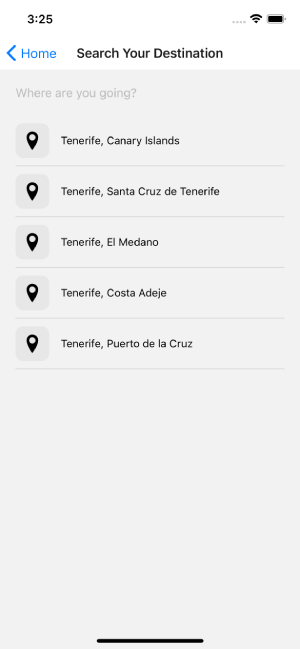 3:25
Home Search Your Destination
Where are you going?
Tenerife, Canary Islands
Tenerife, Santa Cruz de Tenerife
Tenerife, El Medano
Tenerife, Costa Adeje
Tenerife, Puerto de la Cruz